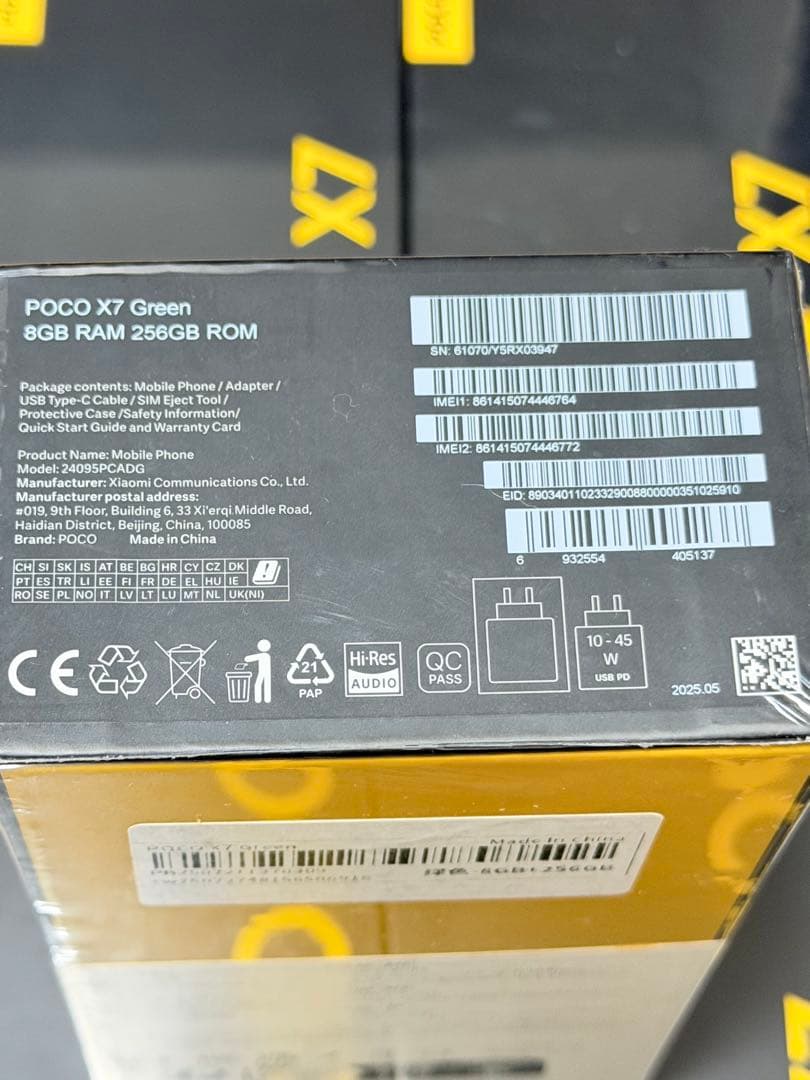 X7
X7
POCO X7 Green
8GB RAM 256GB ROM
SN: 61070/Y5RX03947
IMEI1: 861415074446764
IMEI2: 861415074446772
EID: 89034011023329008800000351025910
6 932554 405137
Package contents: Mobile Phone / Adapter /
USB Type-C Cable / SIM Eject Tool /
Protective Case /Safety Information/
Quick Start Guide and Warranty Card
Product Name: Mobile Phone
Model: 24095PCADG
Manufacturer: Xiaomi Communications Co., Ltd.
Manufacturer postal address:
#019, 9th Floor, Building 6, 33 Xi'erqi Middle Road,
Haidian District, Beijing, China, 100085
Brand: POCO Made in China
CH SI SK IS AT BE BG HR CY CZ DK
PT ES TR LI EE FI FR DE EL HU IE
RO SE PL NO IT LV LT LU MT NL UK(NI)
CE
21
PAP
Hi-Res
AUDIO
QC
PASS
10 - 45
W
USB PD
2025.05
POCO X7 Green Made in China
8GB+256GB
X7